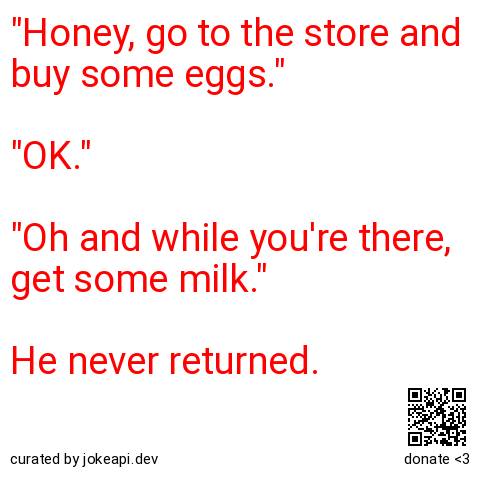 "Honey, go to the store and
buy some eggs."
"OK."
"Oh and while you're there,
get some milk."
He never returned.
curated by jokeapi.dev
donate <3